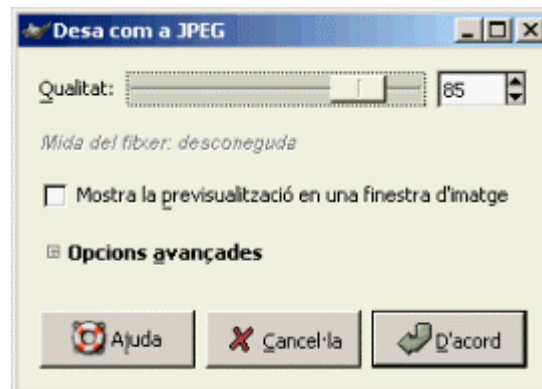 Desa com a JPEG
Qualitat: 85
Mida del fitxer: desconeguda
Mostra la previsualització en una finestra d'imatge
Opcions avançades
Ajuda Cancel·la D'acord